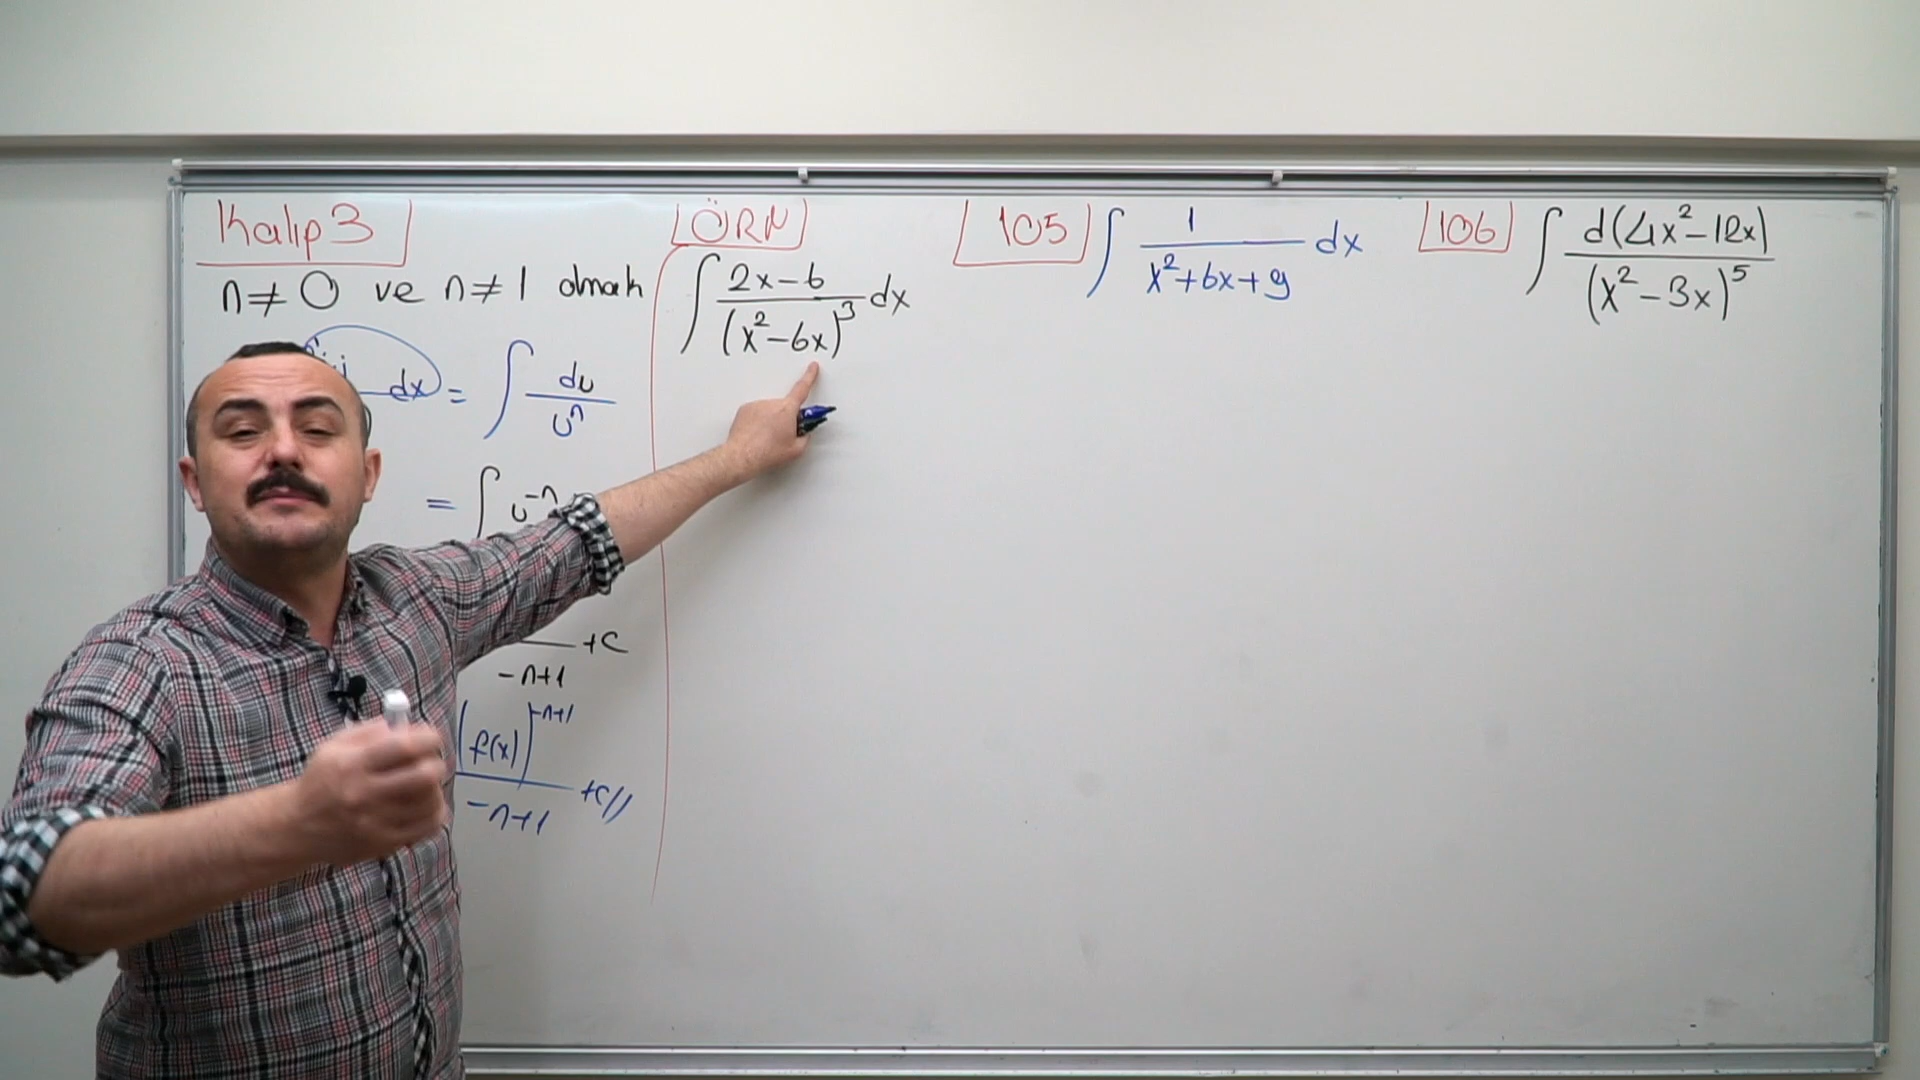 Kalıp 3
n ≠ 0 ve n ≠ 1 olmak
dx = ∫ du / uⁿ
= ∫ u⁻ⁿ
+c
-n+1
(f(x))⁻ⁿ⁺¹
-n+1 +c//
ÖRN
∫ 2x-6 / (x²-6x)³ dx
105 ∫ 1 / x²+6x+9 dx
106 ∫ d(4x²-12x) / (x²-3x)⁵